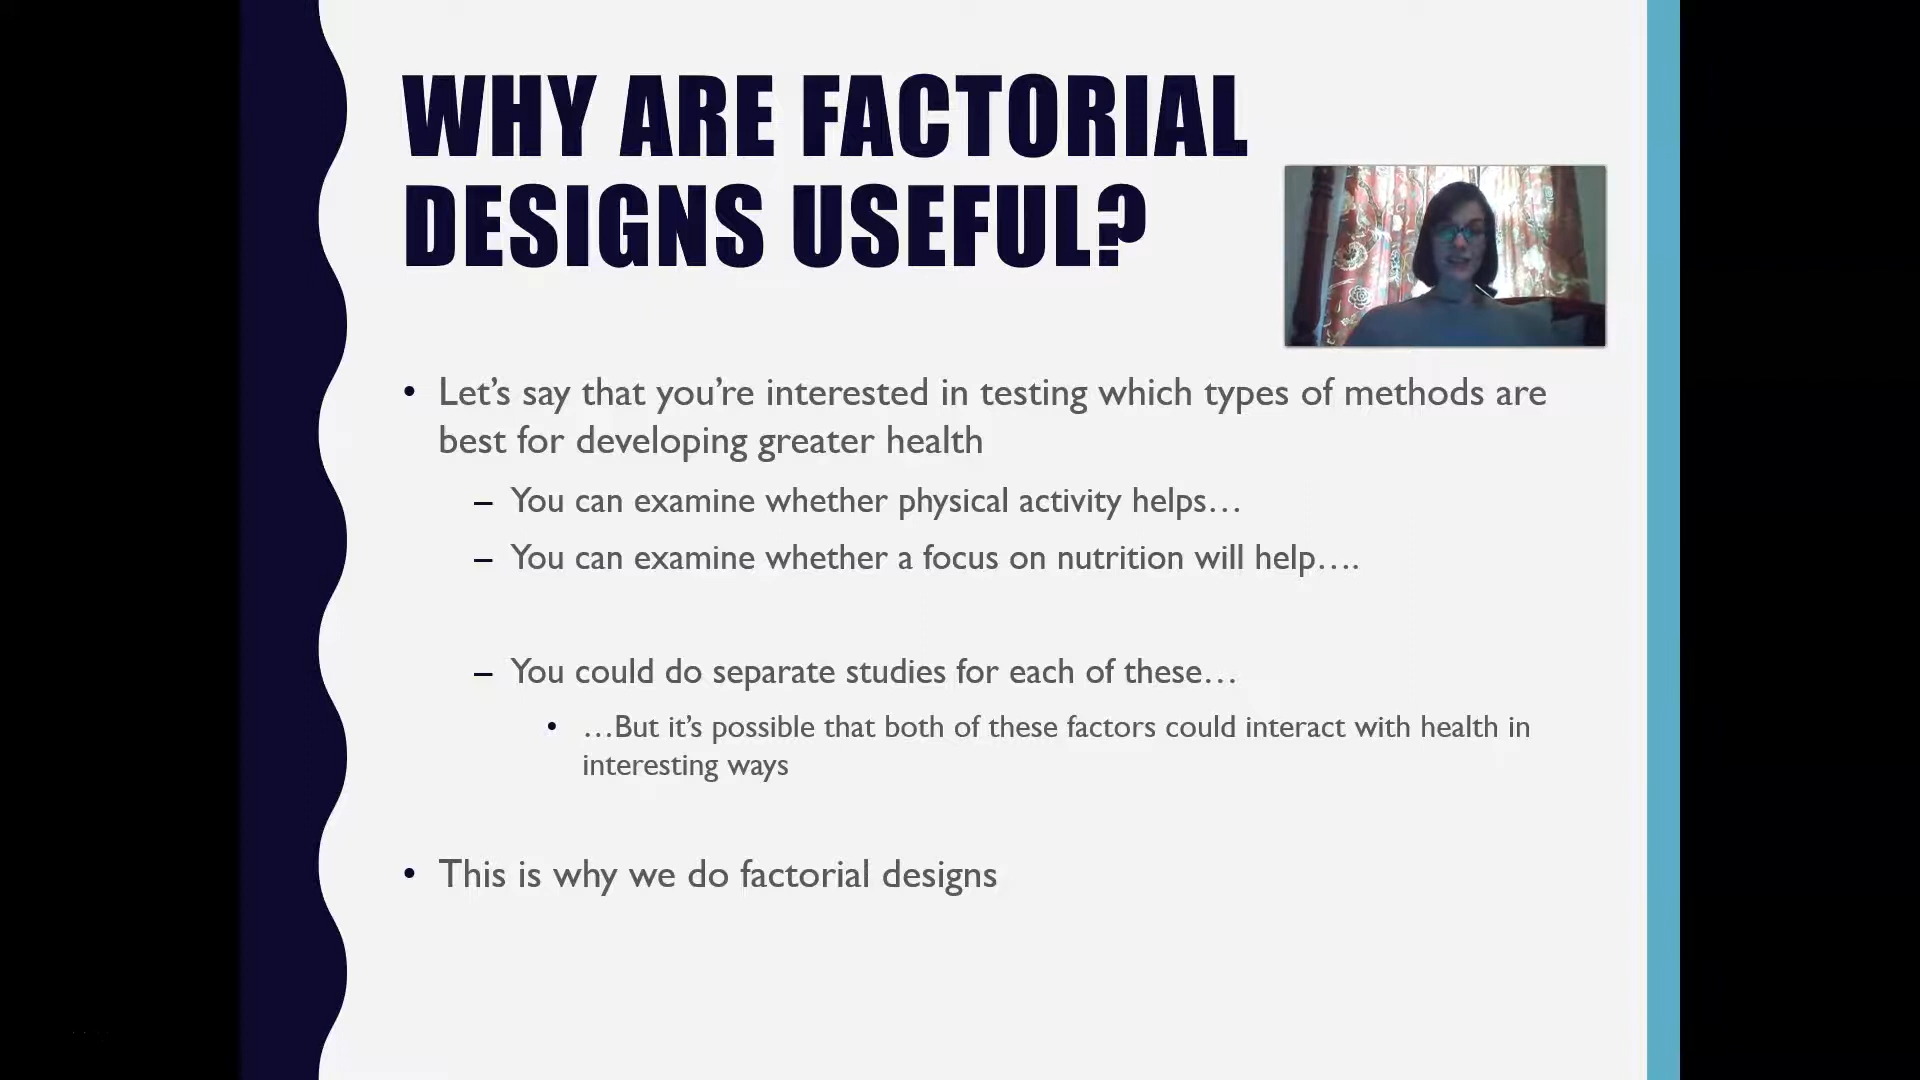 WHY ARE FACTORIAL
DESIGNS USEFUL?
• Let’s say that you’re interested in testing which types of methods are
best for developing greater health
– You can examine whether physical activity helps…
– You can examine whether a focus on nutrition will help….
– You could do separate studies for each of these…
• …But it’s possible that both of these factors could interact with health in
interesting ways
• This is why we do factorial designs